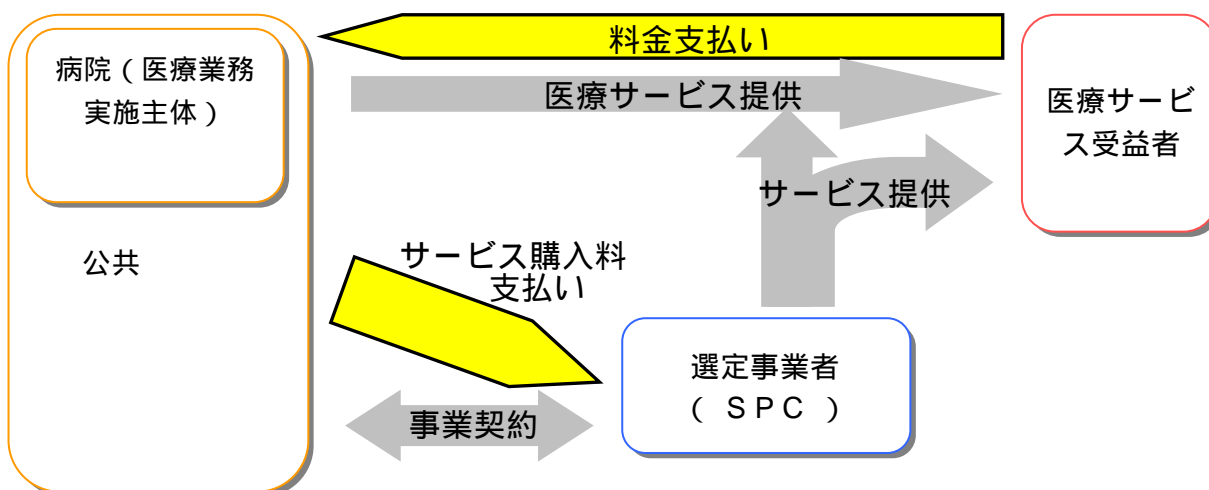 料金支払い
病院（医療業務
実施主体）
医療サービス提供
医療サービ
ス受益者
サービス提供
公共
サービス購入料
支払い
選定事業者
（ ＳＰＣ ）
事業契約